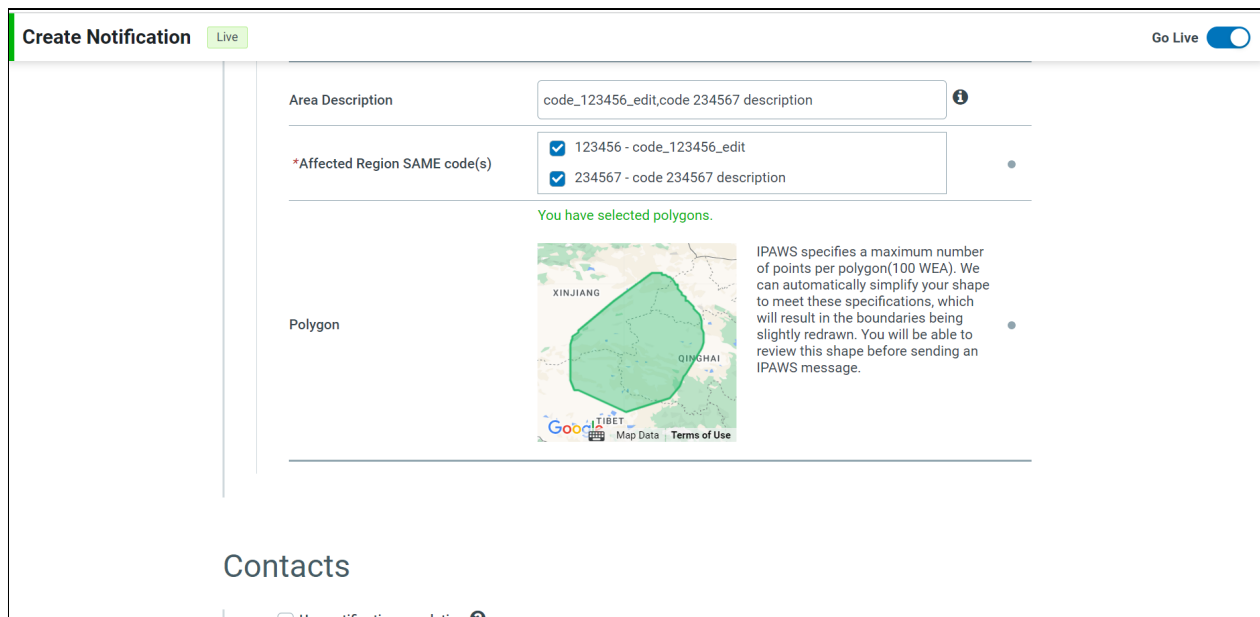 Create Notification Live Go Live
Area Description code_123456_edit,code 234567 description
*Affected Region SAME code(s)
123456 - code_123456_edit
234567 - code 234567 description
You have selected polygons.
Polygon
XINJIANG
QINGHAI
TIBET
Google
Map Data Terms of Use
IPAWS specifies a maximum number
of points per polygon(100 WEA). We
can automatically simplify your shape
to meet these specifications, which
will result in the boundaries being
slightly redrawn. You will be able to
review this shape before sending an
IPAWS message.
Contacts